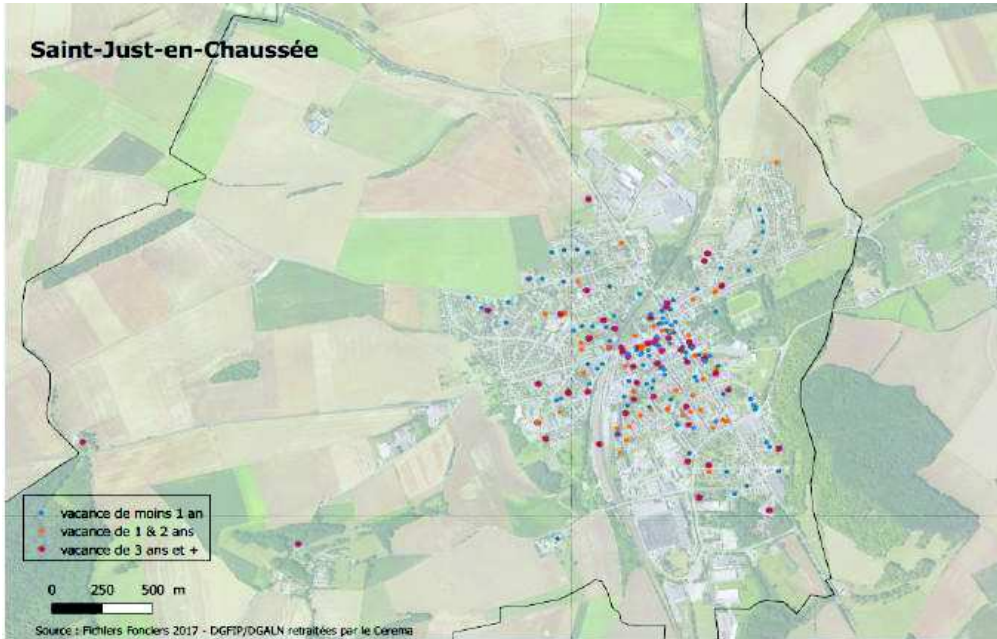 Saint-Just-en-Chaussée
vacance de moins 1 an
vacance de 1 & 2 ans
vacance de 3 ans et +
0 250 500 m
Source : Fichiers Fonciers 2017 - DGFIP/DGALN retraitées par le Cerema